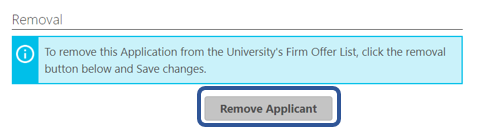 Removal
To remove this Application from the University's Firm Offer List, click the removal
button below and Save changes.
Remove Applicant